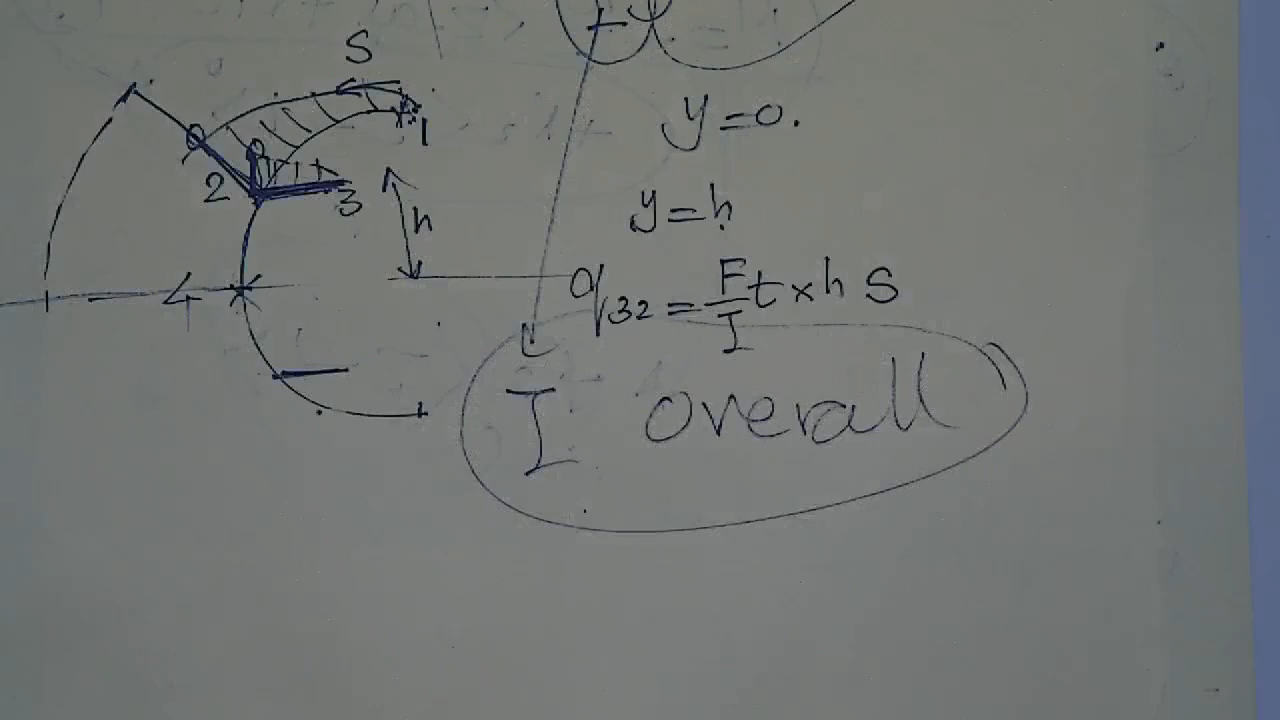 S
1
2
3
h
4
y=0.
y=h
q32 = F/I t × h S
I overall